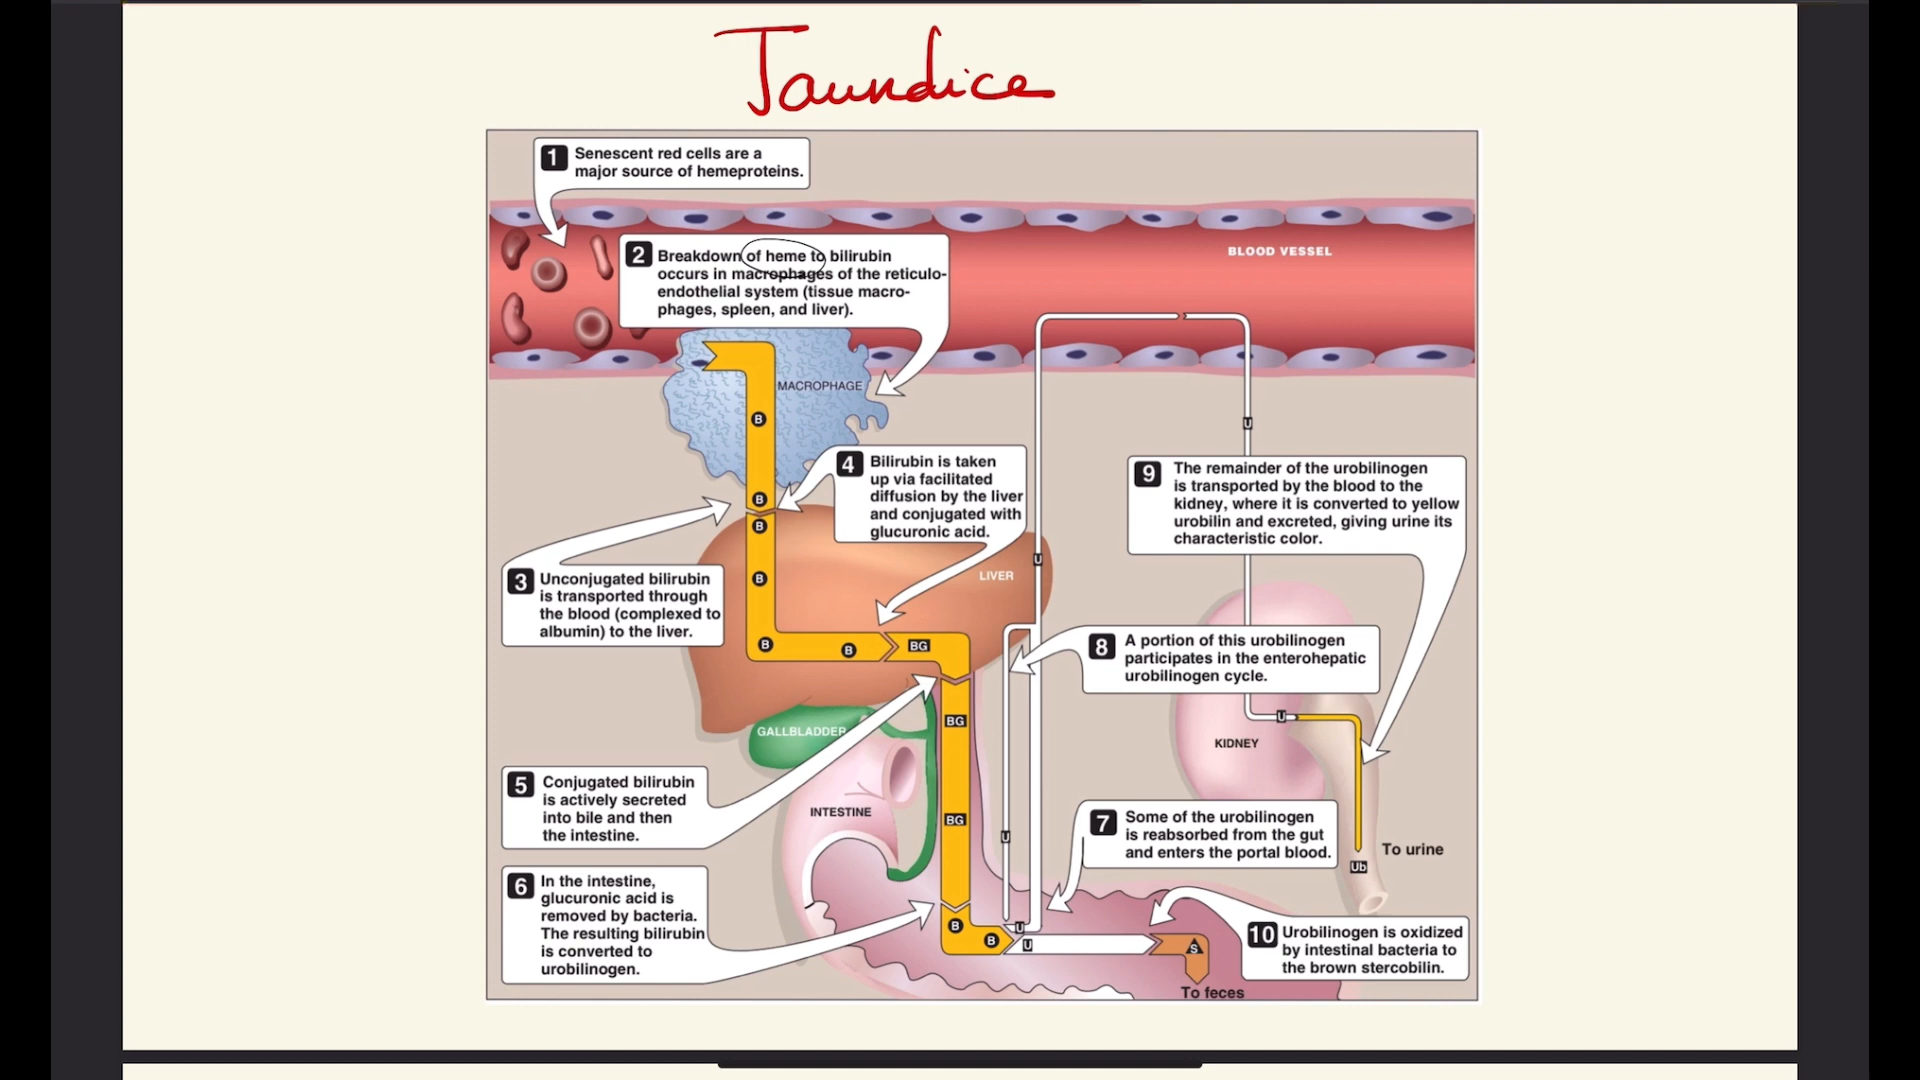 Jaundice
1 Senescent red cells are a
major source of hemeproteins.
BLOOD VESSEL
2 Breakdown of heme to bilirubin
occurs in macrophages of the reticulo-
endothelial system (tissue macro-
phages, spleen, and liver).
MACROPHAGE
B
B
B
B
B
B
BG
4 Bilirubin is taken
up via facilitated
diffusion by the liver
and conjugated with
glucuronic acid.
LIVER
3 Unconjugated bilirubin
is transported through
the blood (complexed to
albumin) to the liver.
U
U
9 The remainder of the urobilinogen
is transported by the blood to the
kidney, where it is converted to yellow
urobilin and excreted, giving urine its
characteristic color.
8 A portion of this urobilinogen
participates in the enterohepatic
urobilinogen cycle.
GALLBLADDER
BG
U
KIDNEY
5 Conjugated bilirubin
is actively secreted
into bile and then
the intestine.
INTESTINE
BG
U
7 Some of the urobilinogen
is reabsorbed from the gut
and enters the portal blood.
To urine
Ub
6 In the intestine,
glucuronic acid is
removed by bacteria.
The resulting bilirubin
is converted to
urobilinogen.
B
B
U
U
S
10 Urobilinogen is oxidized
by intestinal bacteria to
the brown stercobilin.
To feces